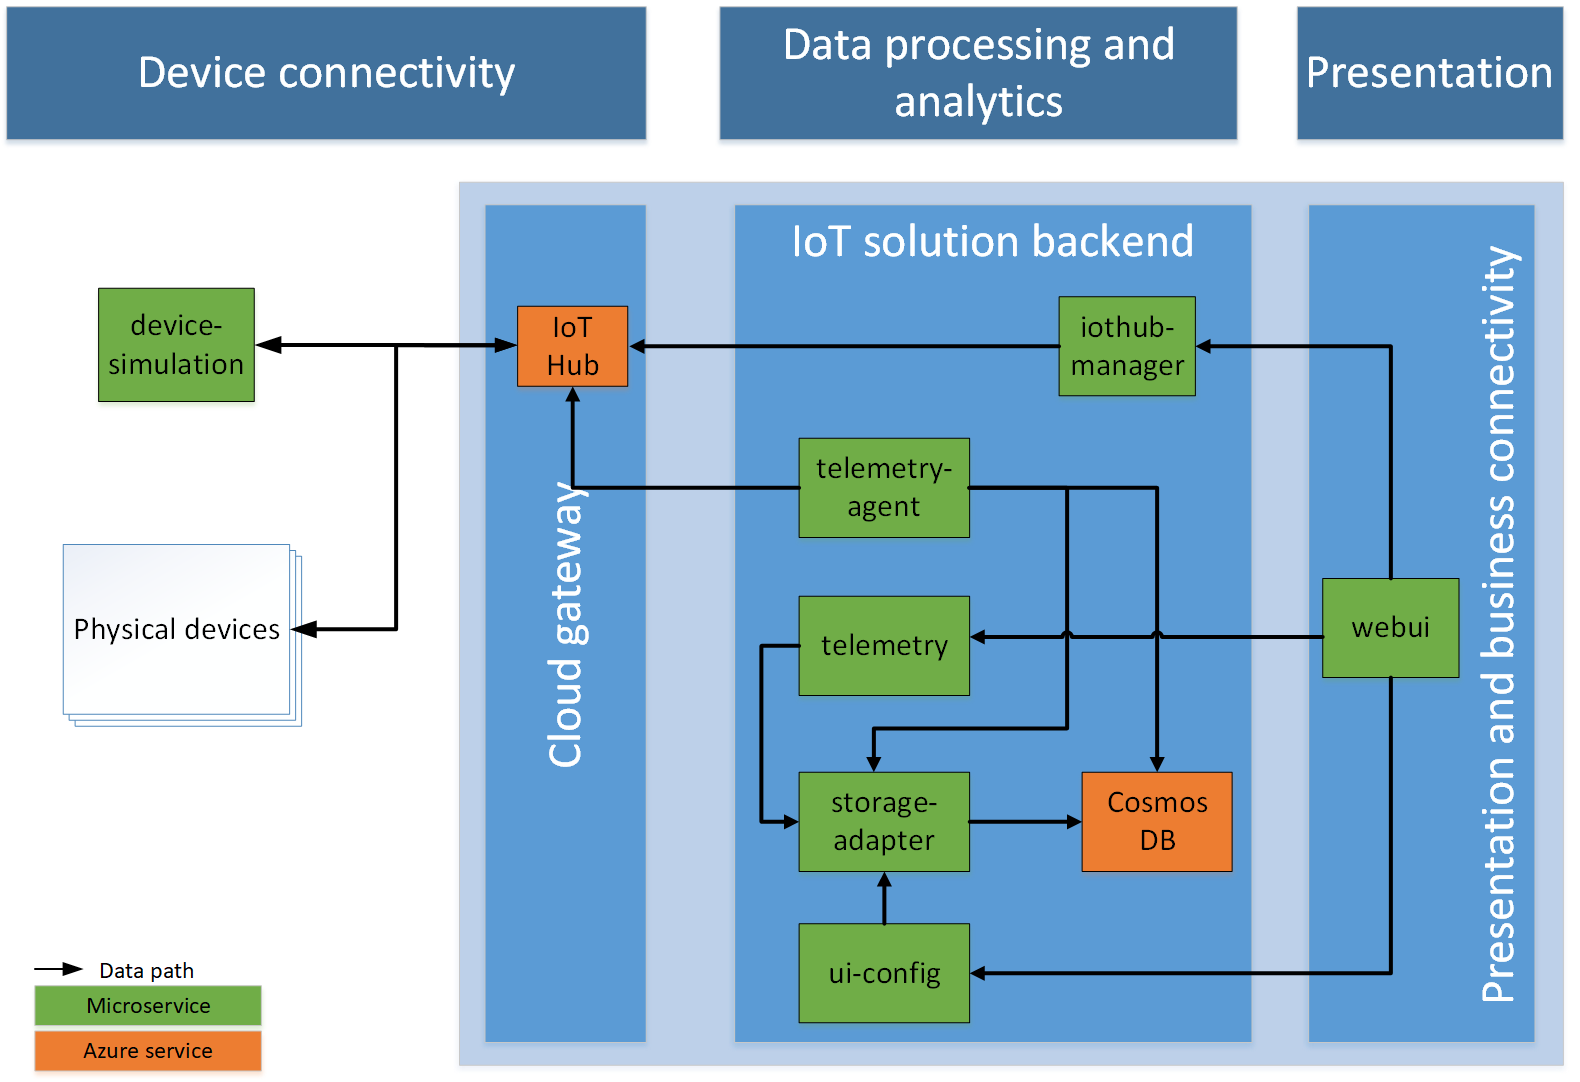 Device connectivity
Data processing and
analytics
Presentation
IoT solution backend
device-
simulation
IoT
Hub
iothub-
manager
telemetry-
agent
Cloud gateway
Physical devices
telemetry
webui
Presentation and business connectivity
storage-
adapter
Cosmos
DB
ui-config
Data path
Microservice
Azure service